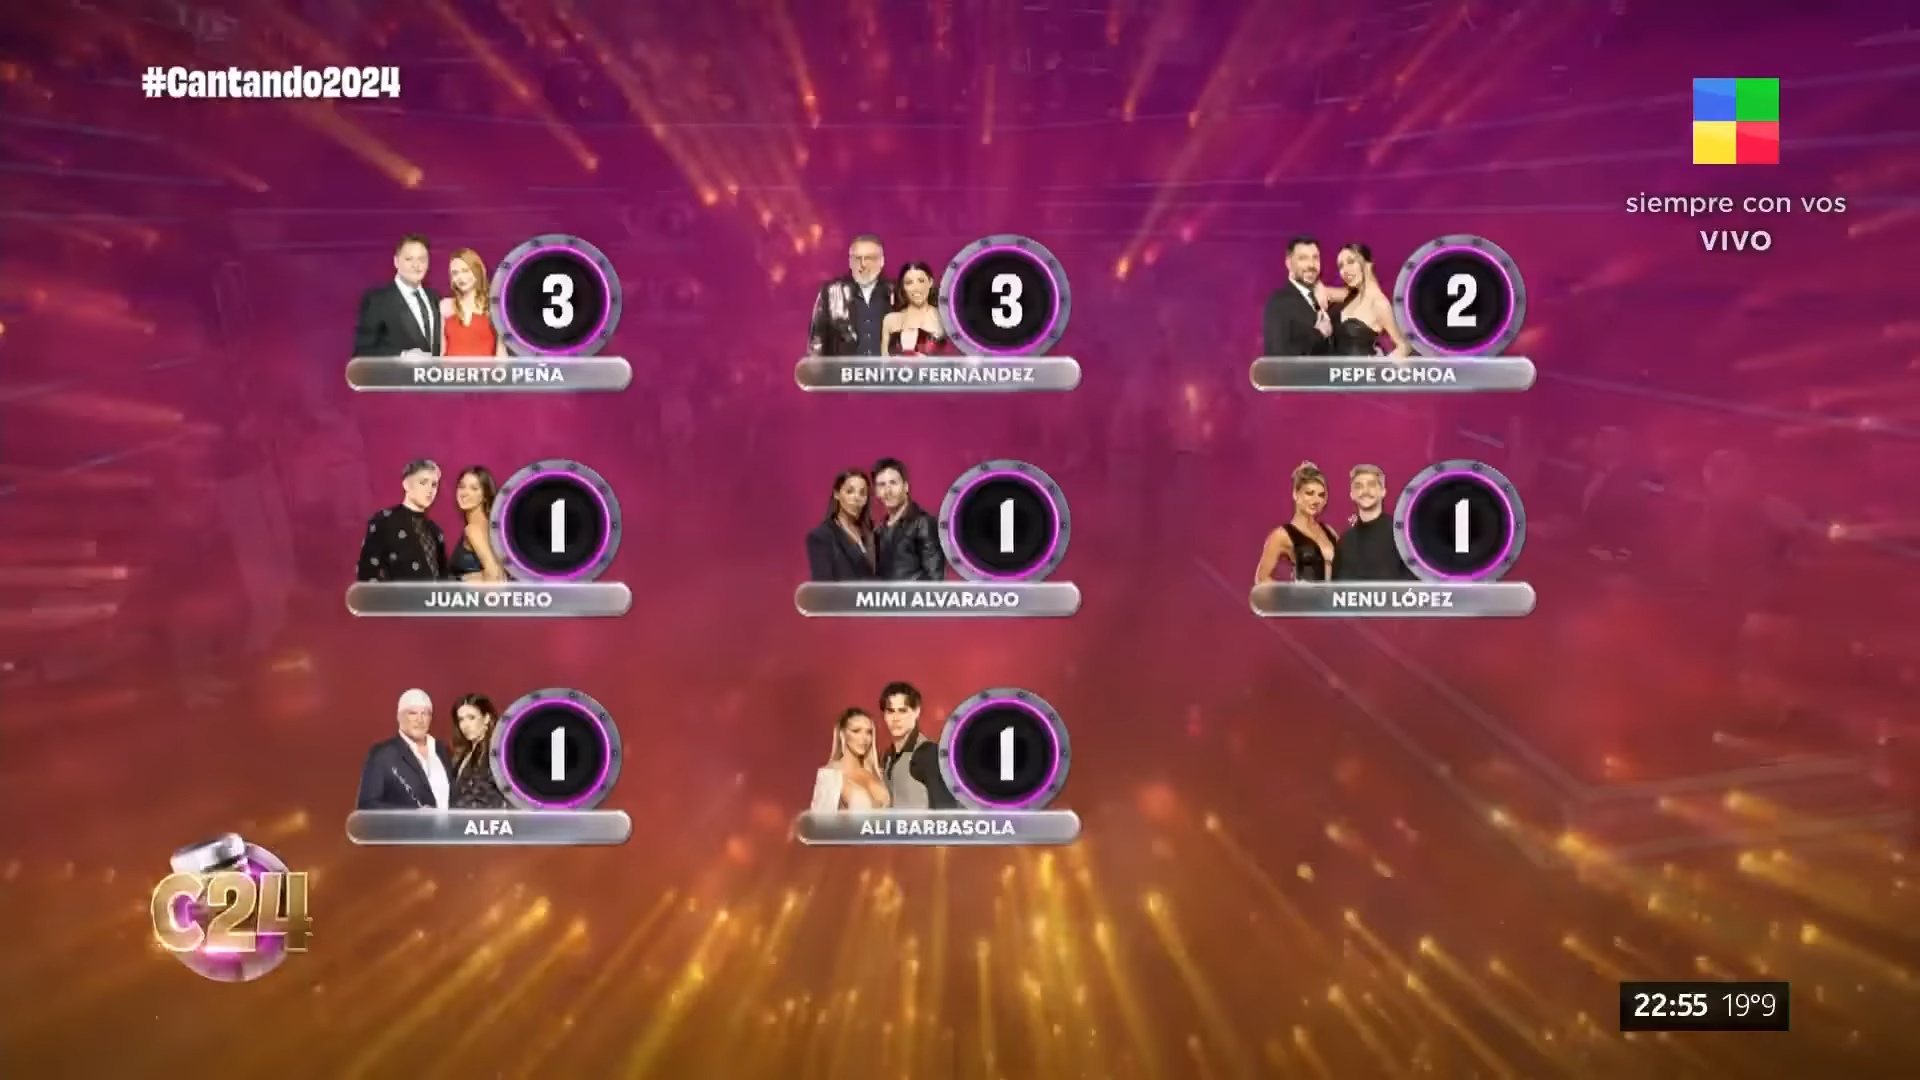 #Cantando2024
siempre con vos
VIVO
3
ROBERTO PEÑA
3
BENITO FERNÁNDEZ
2
PEPE OCHOA
1
JUAN OTERO
1
MIMI ALVARADO
1
NENU LÓPEZ
1
ALFA
1
ALI BARBASOLA
C24
22:55 19°9